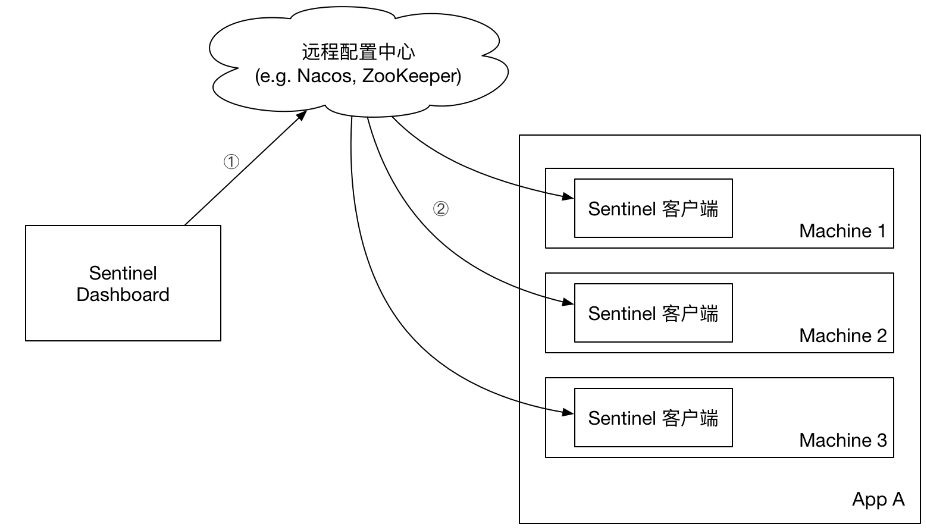 远程配置中心
(e.g. Nacos, ZooKeeper)
①
②
Sentinel
Dashboard
Sentinel 客户端
Machine 1
Sentinel 客户端
Machine 2
Sentinel 客户端
Machine 3
App A